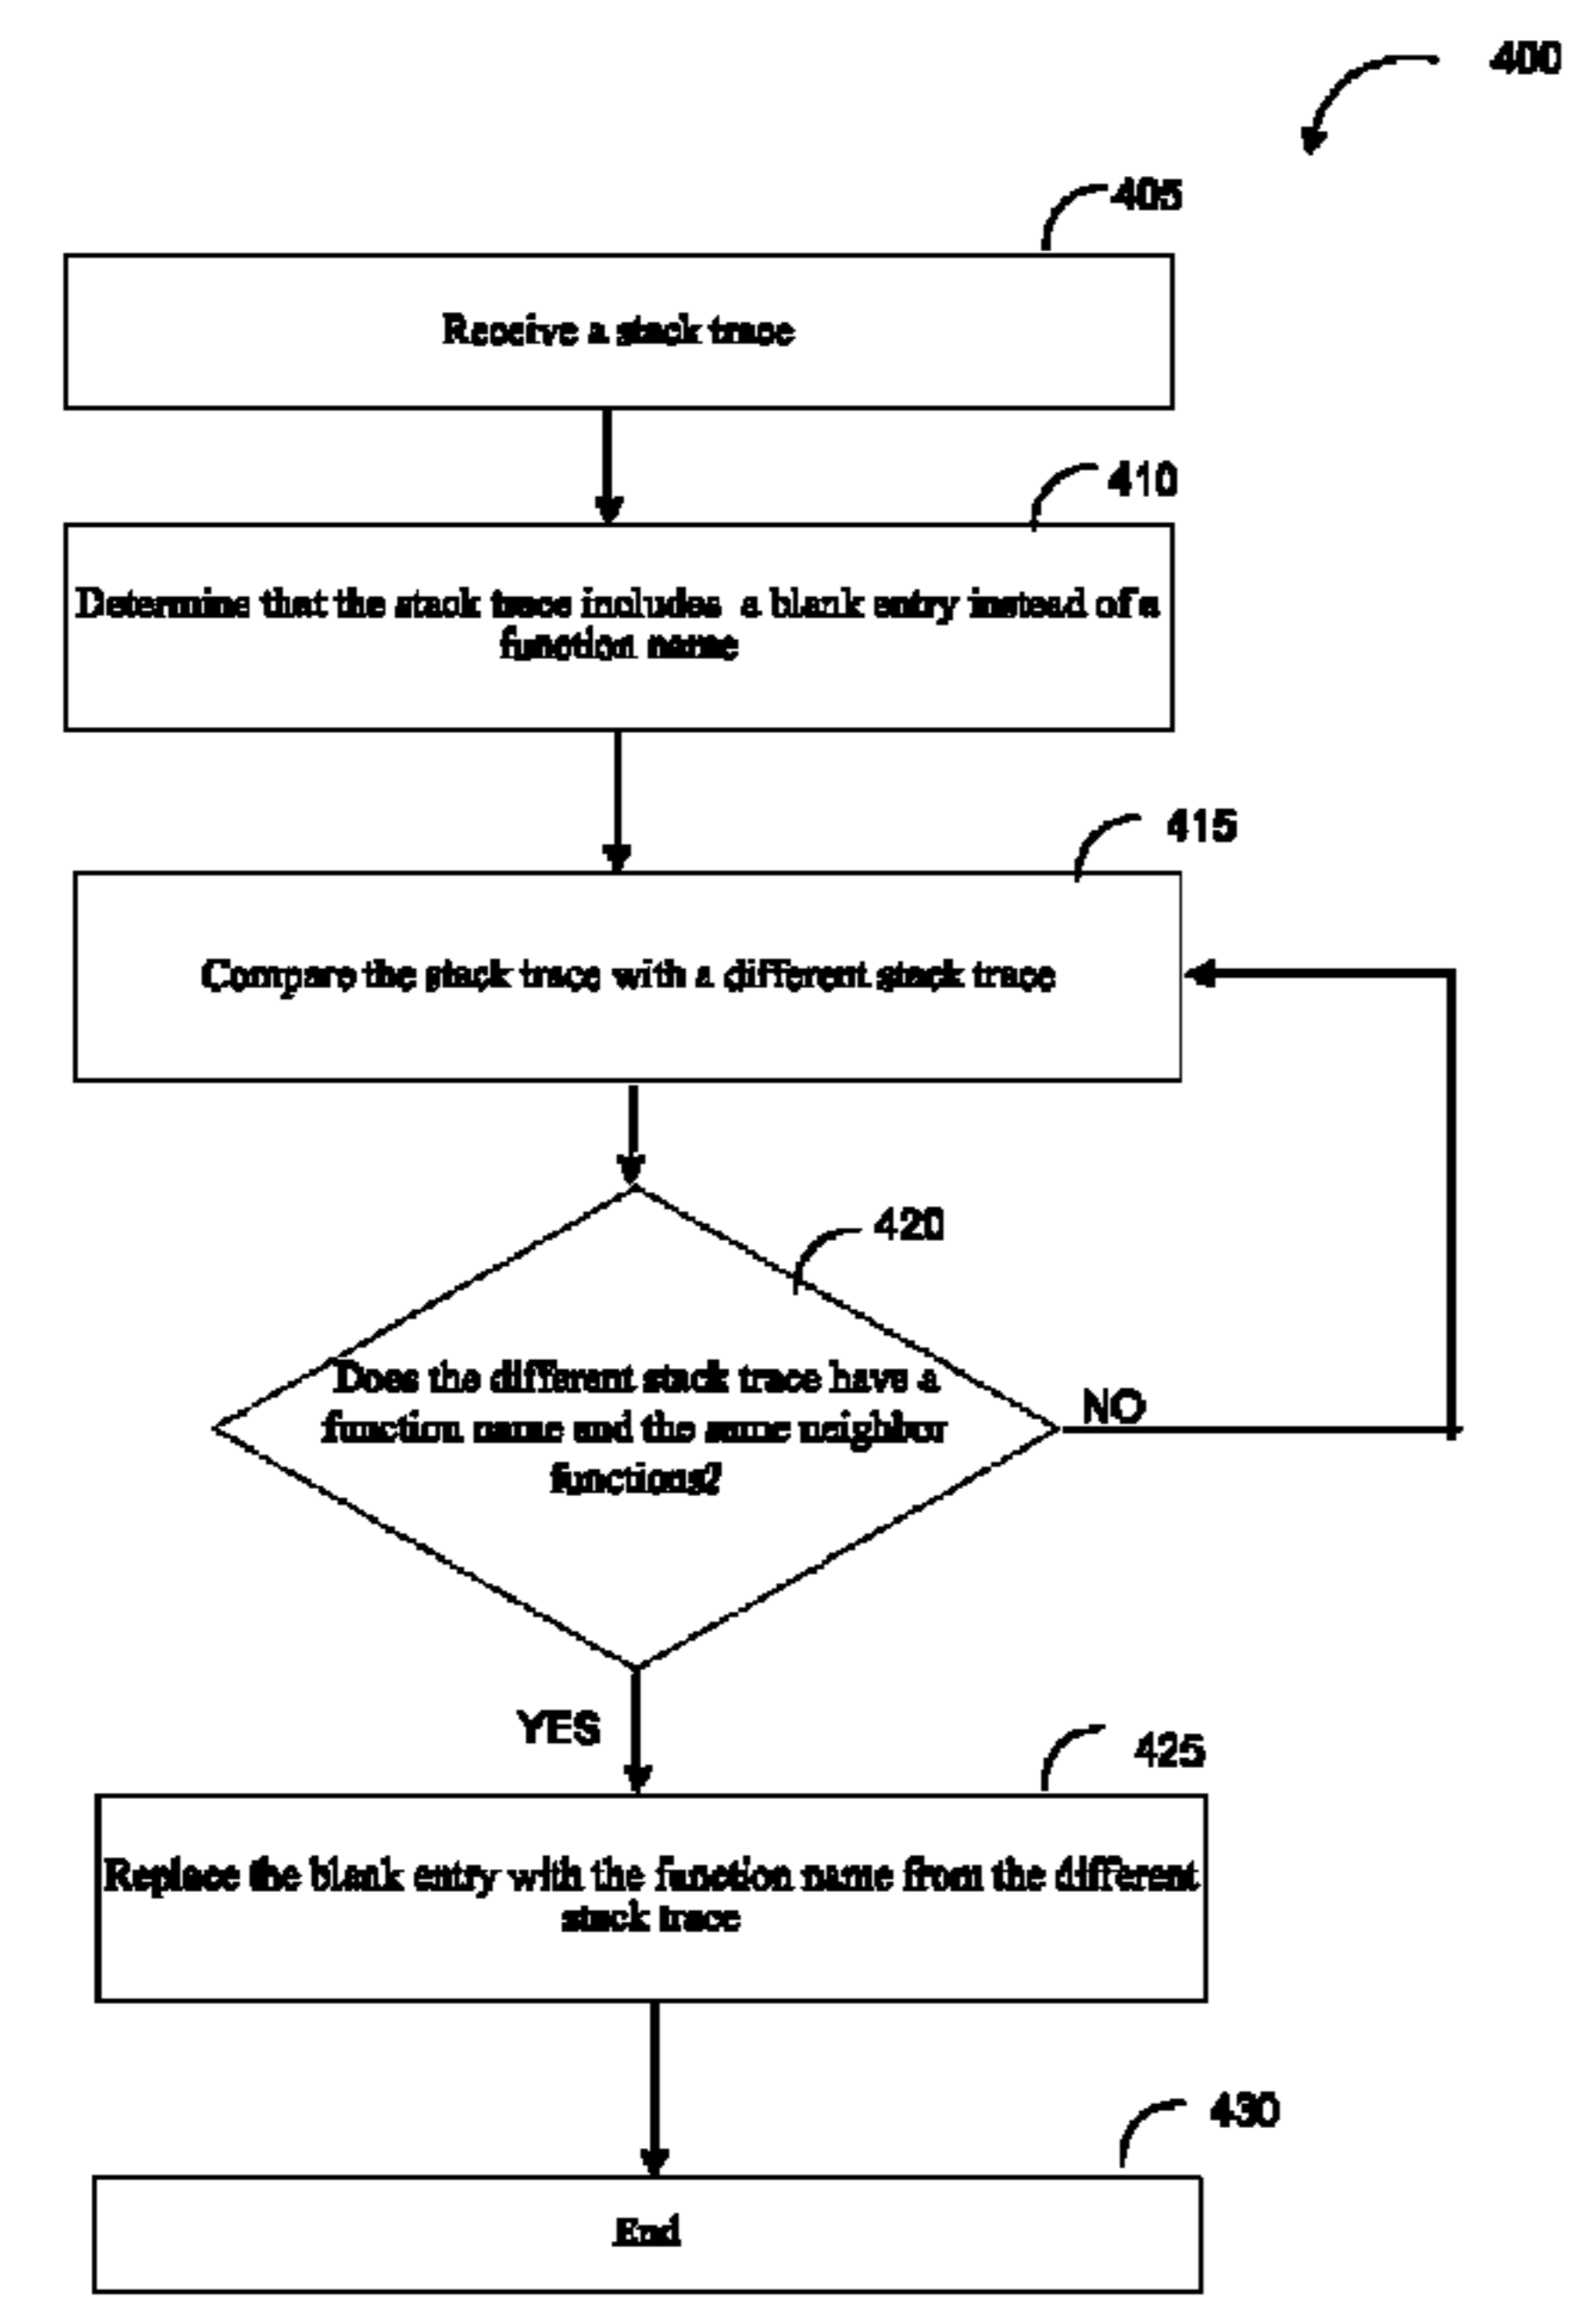 400
405
Receive a stack trace
410
Determine that the stack trace includes a blank entry instead of a
function name
415
Compare the stack trace with a different stack trace
420
Does the different stack trace have a
function name and the same neighbor
functions?
NO
YES
425
Replace the blank entry with the function name from the different
stack trace
430
End